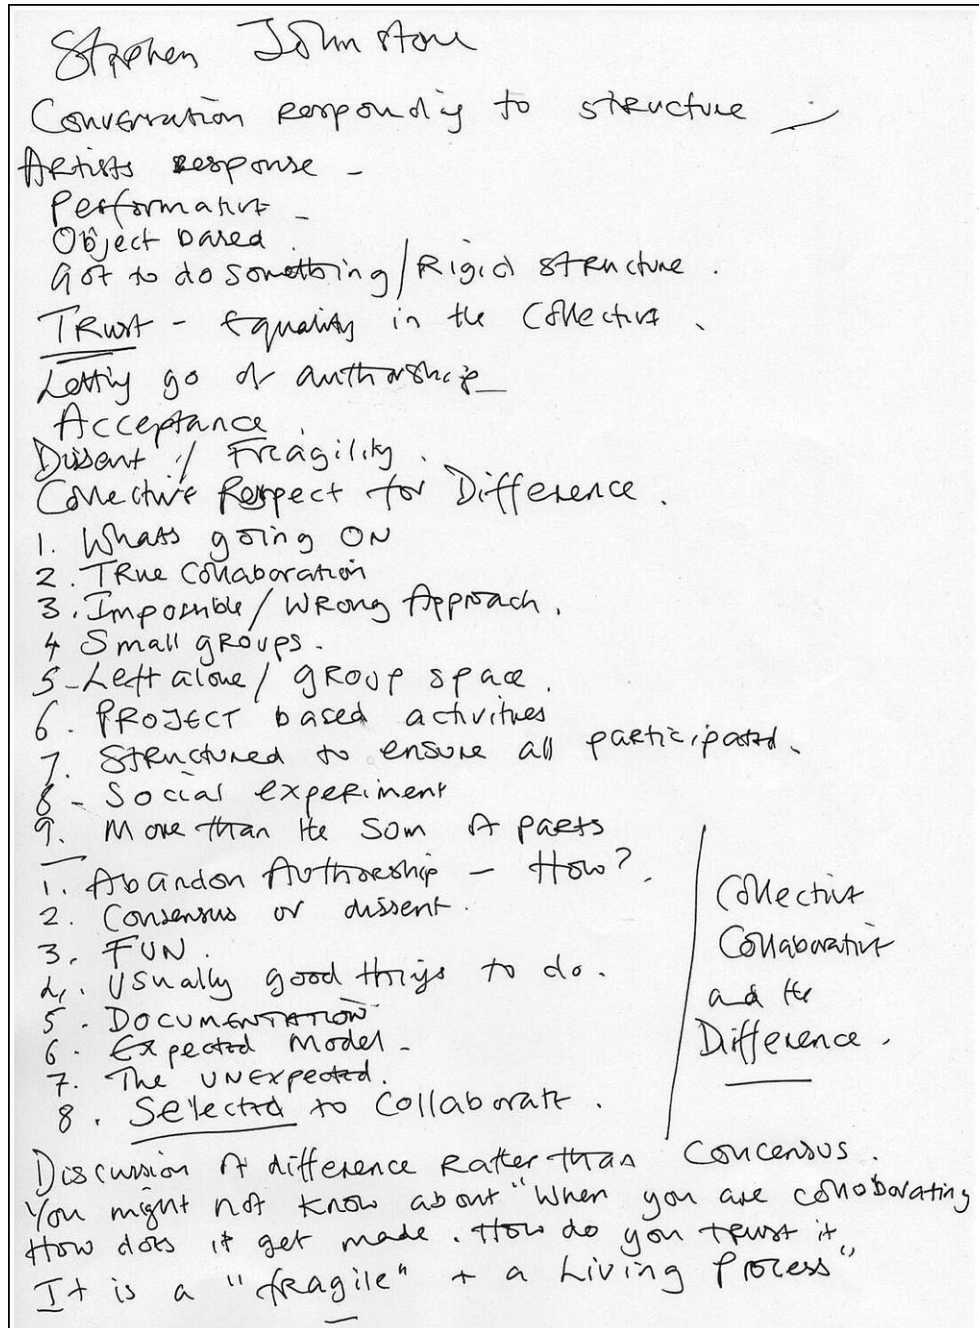 Stephen Johnstone
Conversation Responding to structure
Artists response -
Performative -
Object based.
Got to do something/Rigid structure.
Trust - Equality in the Collective.
Letting go of authorship
Acceptance
Dissent / Fragility.
Collective Respect for Difference.
1. Whats going ON
2. TRue Collaboration
3. Impossible/Wrong Approach.
4 Small gRoups.
5-Left alone/ gRoup space.
6. PROJECT based activities
7. Structured to ensure all participated.
8 - Social experiment
9. More than the Som of parts
1. Abandon Authorship - How?
2. Consensus or dissent.
3. FUN.
4. Usually good things to do.
5. DOCUMENTATION
6. Expected Model -
7. The UNExpected.
8. Selected to Collaborate.
Collective
Collaborative
and the
Difference.
Discussion of difference Rather than Concensus.
You might not know about "When you are collaborating
How does it get made. How do you trust it
It is a "fragile" + a Living Process"